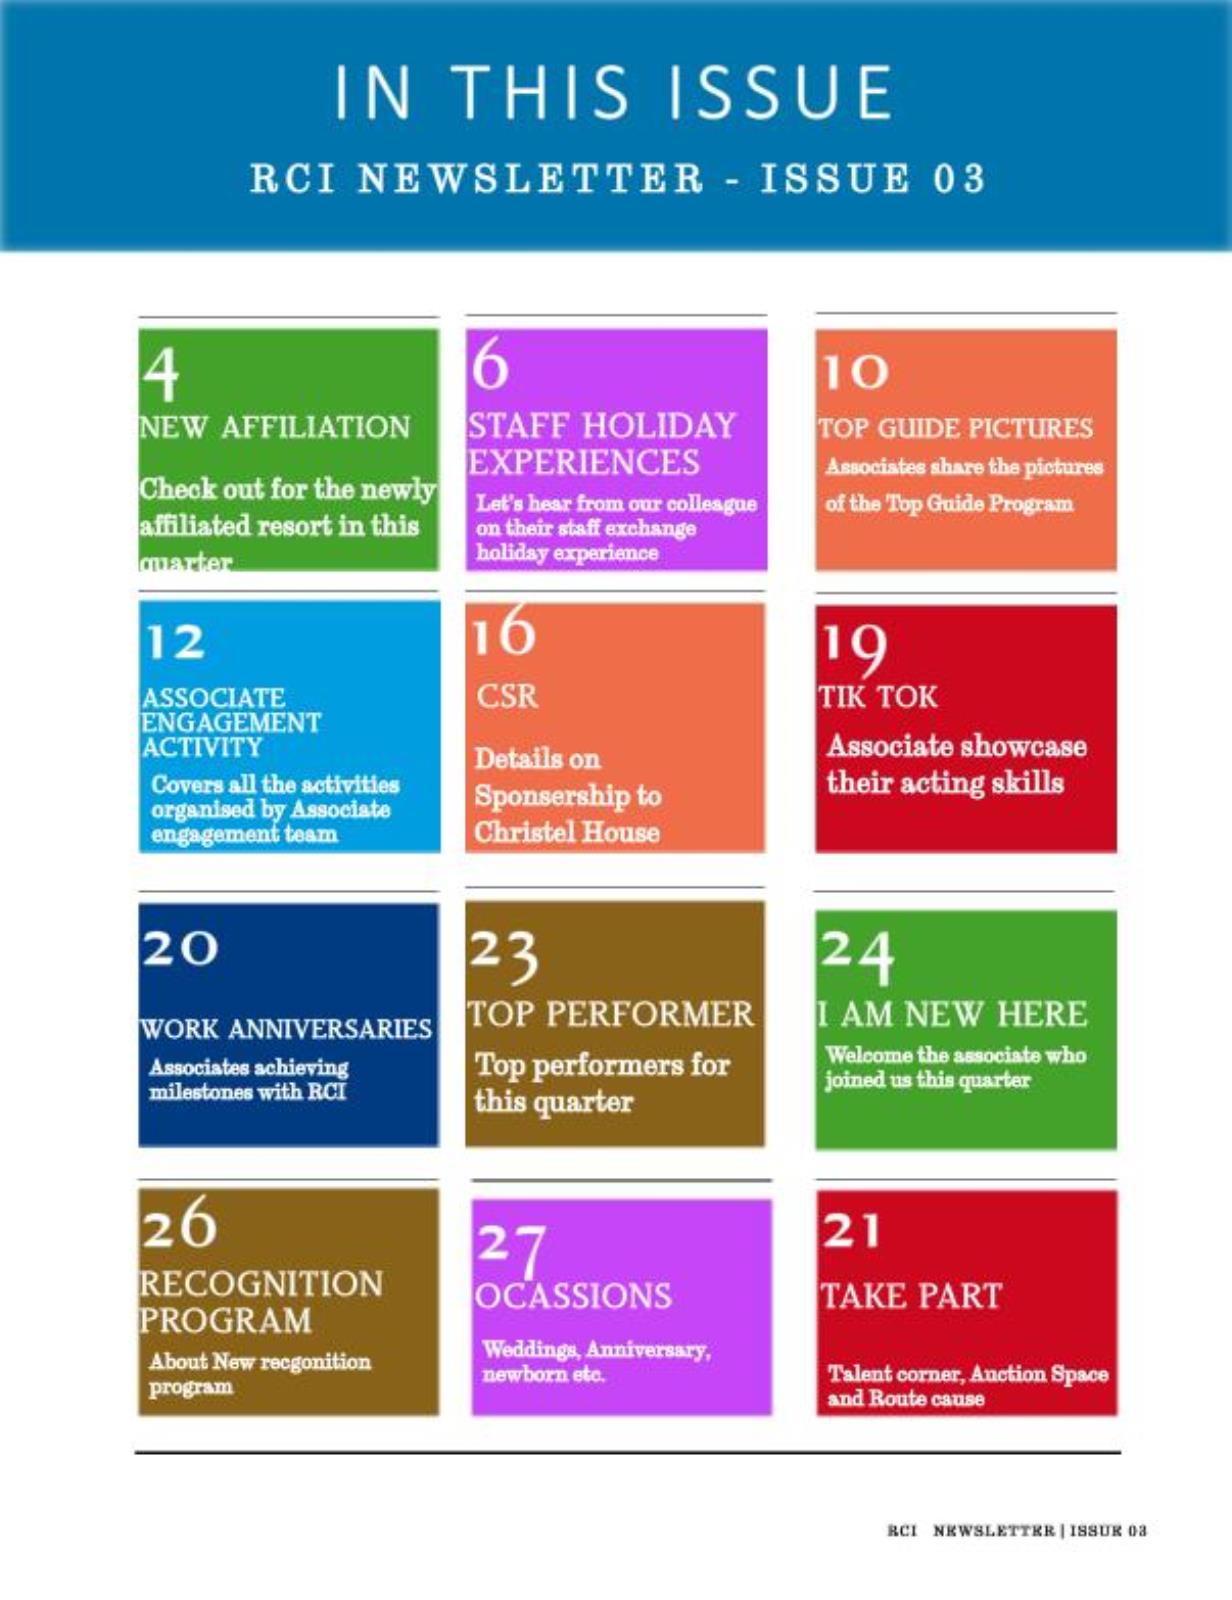 IN THIS ISSUE
RCI NEWSLETTER - ISSUE 03
4
NEW AFFILIATION
Check out for the newly
affiliated resort in this
quarter
6
STAFF HOLIDAY
EXPERIENCES
Let's hear from our colleague
on their staff exchange
holiday experience
10
TOP GUIDE PICTURES
Associates share the pictures
of the Top Guide Program
12
ASSOCIATE
ENGAGEMENT
ACTIVITY
Covers all the activities
organised by Associate
engagement team
16
CSR
Details on
Sponsership to
Christel House
19
TIK TOK
Associate showcase
their acting skills
20
WORK ANNIVERSARIES
Associates achieving
milestones with RCI
23
TOP PERFORMER
Top performers for
this quarter
24
I AM NEW HERE
Welcome the associate who
joined us this quarter
26
RECOGNITION
PROGRAM
About New recgonition
program
27
OCASSIONS
Weddings, Anniversary,
newborn etc.
21
TAKE PART
Talent corner, Auction Space
and Route cause
RCI NEWSLETTER | ISSUE 03